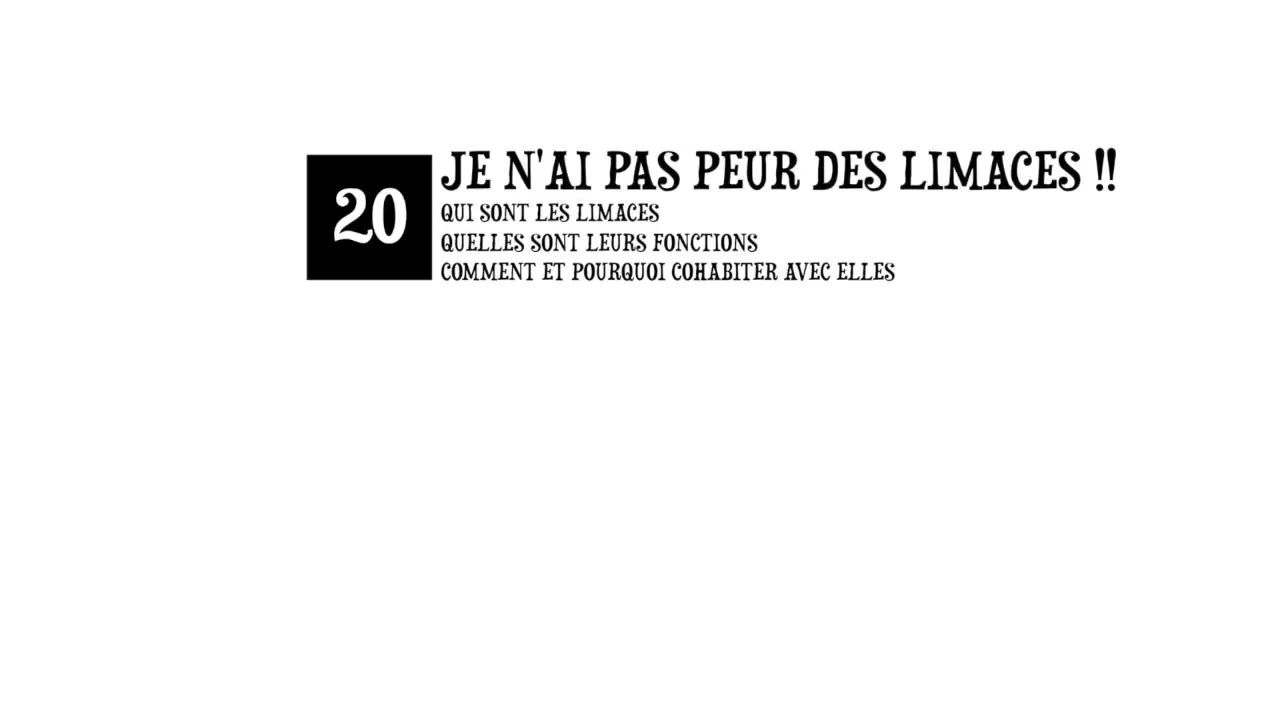 20
JE N'AI PAS PEUR DES LIMACES !!
QUI SONT LES LIMACES
QUELLES SONT LEURS FONCTIONS
COMMENT ET POURQUOI COHABITER AVEC ELLES